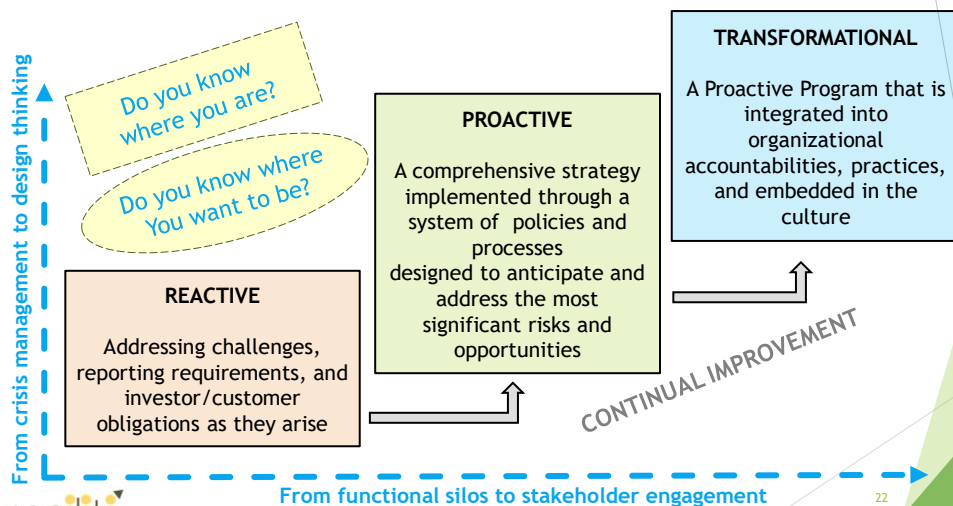 From crisis management to design thinking
Do you know
where you are?
Do you know where
You want to be?
REACTIVE
Addressing challenges,
reporting requirements, and
investor/customer
obligations as they arise
PROACTIVE
A comprehensive strategy
implemented through a
system of policies and
processes
designed to anticipate and
address the most
significant risks and
opportunities
TRANSFORMATIONAL
A Proactive Program that is
integrated into
organizational
accountabilities, practices,
and embedded in the
culture
CONTINUAL IMPROVEMENT
From functional silos to stakeholder engagement
22